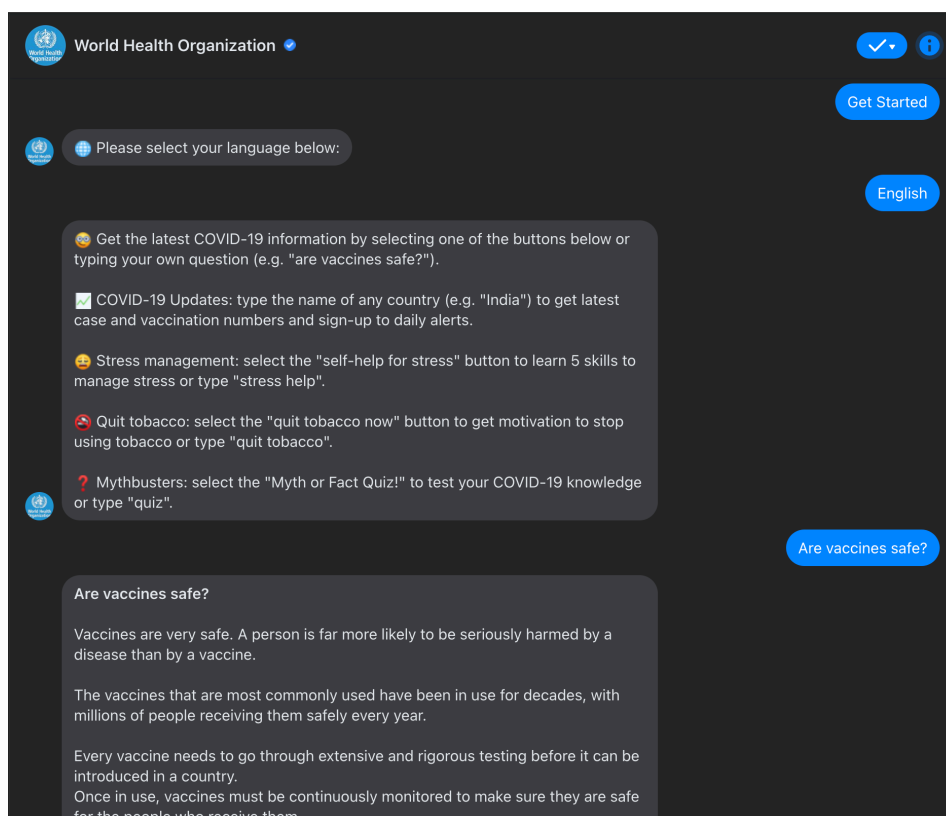 World Health Organization
Get Started
Please select your language below:
English
Get the latest COVID-19 information by selecting one of the buttons below or
typing your own question (e.g. "are vaccines safe?").
COVID-19 Updates: type the name of any country (e.g. "India") to get latest
case and vaccination numbers and sign-up to daily alerts.
Stress management: select the "self-help for stress" button to learn 5 skills to
manage stress or type "stress help".
Quit tobacco: select the "quit tobacco now" button to get motivation to stop
using tobacco or type "quit tobacco".
Mythbusters: select the "Myth or Fact Quiz!" to test your COVID-19 knowledge
or type "quiz".
Are vaccines safe?
Are vaccines safe?
Vaccines are very safe. A person is far more likely to be seriously harmed by a
disease than by a vaccine.
The vaccines that are most commonly used have been in use for decades, with
millions of people receiving them safely every year.
Every vaccine needs to go through extensive and rigorous testing before it can be
introduced in a country.
Once in use, vaccines must be continuously monitored to make sure they are safe
for the people who receive them